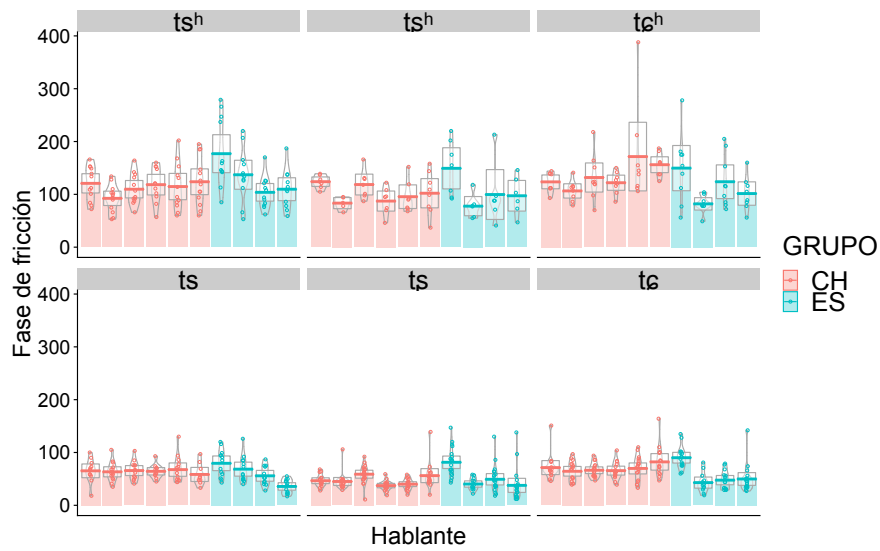 tsʰ tʂʰ tɕʰ
400
300
200
100
0
ts tʂ tɕ
400
300
200
100
0
Fase de fricción
Hablante
GRUPO
CH
ES